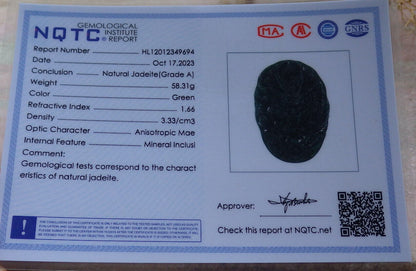 NQTC GEMOLOGICAL
INSTITUTE
REPORT
MA
GNRS
Report Number HL12012349694
Date Oct 17,2023
Conclusion Natural Jadeite(Grade A)
Weight 58.31g
Color Green
Refractive Index 1.66
Density 3.33/cm3
Optic Character Anisotropic Mae
Internal Feature Mineral Inclusi
Comment:
Gemological tests correspond to the charact
eristics of natural jadeite.
Approver:
Check this report at NQTC.net